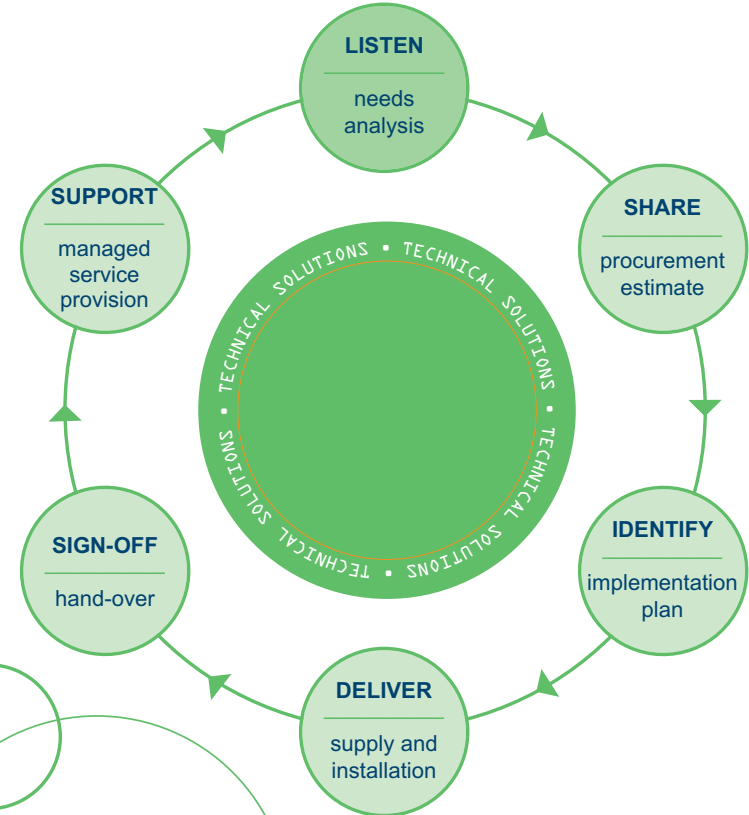 LISTEN
needs
analysis
SHARE
procurement
estimate
IDENTIFY
implementation
plan
DELIVER
supply and
installation
SIGN-OFF
hand-over
SUPPORT
managed
service
provision
TECHNICAL SOLUTIONS • TECHNICAL SOLUTIONS • TECHNICAL SOLUTIONS • TECHNICAL SOLUTIONS •